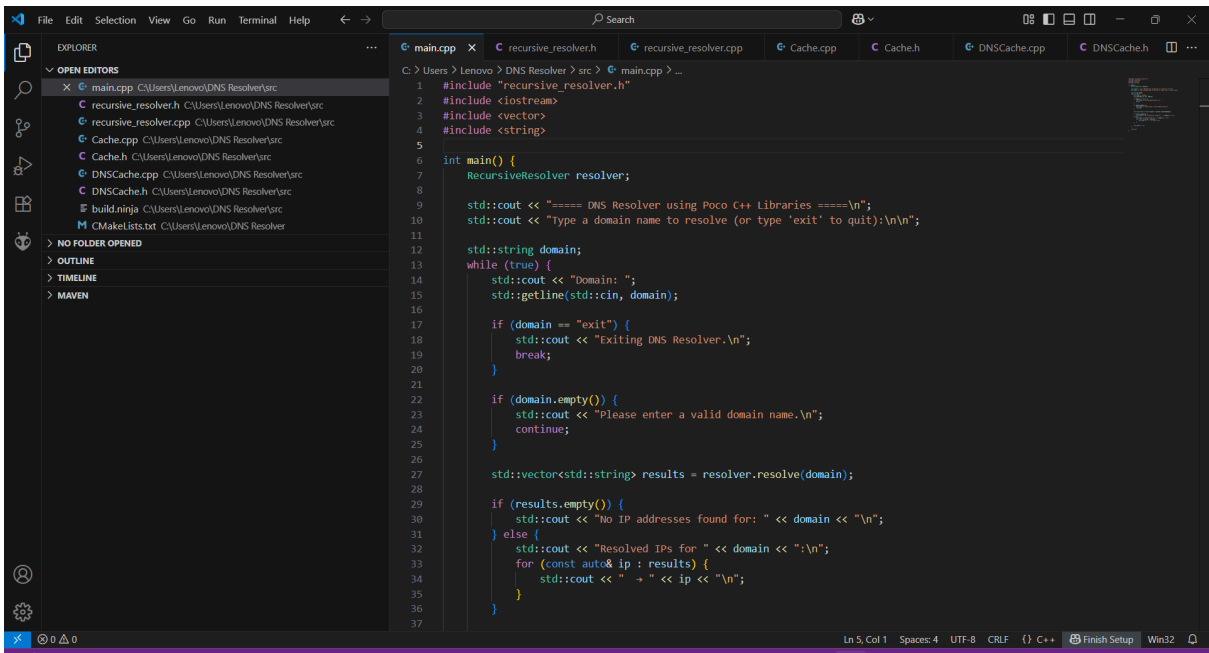 File Edit Selection View Go Run Terminal Help
Search
EXPLORER
OPEN EDITORS
main.cpp C:\Users\Lenovo\DNS Resolver\src
recursive_resolver.h C:\Users\Lenovo\DNS Resolver\src
recursive_resolver.cpp C:\Users\Lenovo\DNS Resolver\src
Cache.cpp C:\Users\Lenovo\DNS Resolver\src
Cache.h C:\Users\Lenovo\DNS Resolver\src
DNSCache.cpp C:\Users\Lenovo\DNS Resolver\src
DNSCache.h C:\Users\Lenovo\DNS Resolver\src
build.ninja C:\Users\Lenovo\DNS Resolver\src
CMakeLists.txt C:\Users\Lenovo\DNS Resolver
NO FOLDER OPENED
OUTLINE
TIMELINE
MAVEN
main.cpp recursive_resolver.h recursive_resolver.cpp Cache.cpp Cache.h DNSCache.cpp DNSCache.h
C: > Users > Lenovo > DNS Resolver > src > main.cpp > ...
1 #include "recursive_resolver.h"
2 #include <iostream>
3 #include <vector>
4 #include <string>
5
6 int main() {
7 RecursiveResolver resolver;
8
9 std::cout << "===== DNS Resolver using Poco C++ Libraries =====\n";
10 std::cout << "Type a domain name to resolve (or type 'exit' to quit):\n\n";
11
12 std::string domain;
13 while (true) {
14 std::cout << "Domain: ";
15 std::getline(std::cin, domain);
16
17 if (domain == "exit") {
18 std::cout << "Exiting DNS Resolver.\n";
19 break;
20 }
21
22 if (domain.empty()) {
23 std::cout << "Please enter a valid domain name.\n";
24 continue;
25 }
26
27 std::vector<std::string> results = resolver.resolve(domain);
28
29 if (results.empty()) {
30 std::cout << "No IP addresses found for: " << domain << "\n";
31 } else {
32 std::cout << "Resolved IPs for " << domain << ":\n";
33 for (const auto& ip : results) {
34 std::cout << " → " << ip << "\n";
35 }
36 }
37
0 0 Ln 5, Col 1 Spaces: 4 UTF-8 CRLF {} C++ Finish Setup Win32